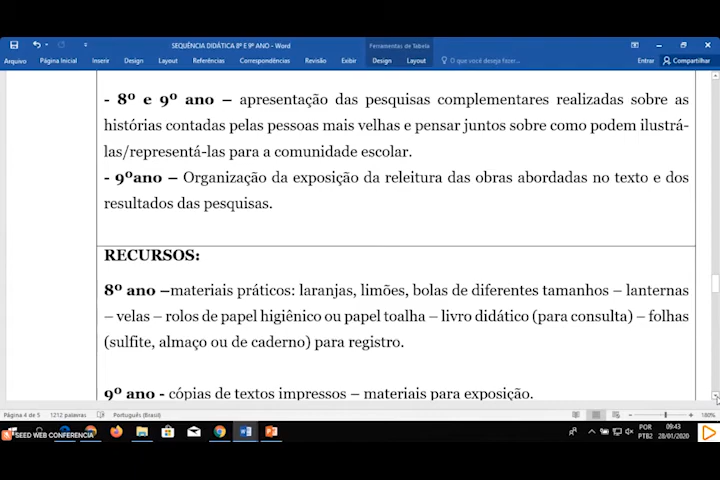 SEQUÊNCIA DIDÁTICA 8º E 9º ANO - Word
Ferramentas de Tabela
Arquivo Página Inicial Inserir Design Layout Referências Correspondências Revisão Exibir Design Layout O que você deseja fazer... Entrar Compartilhar
- 8º e 9º ano – apresentação das pesquisas complementares realizadas sobre as
histórias contadas pelas pessoas mais velhas e pensar juntos sobre como podem ilustrá-
las/representá-las para a comunidade escolar.
- 9ºano – Organização da exposição da releitura das obras abordadas no texto e dos
resultados das pesquisas.
RECURSOS:
8º ano –materiais práticos: laranjas, limões, bolas de diferentes tamanhos – lanternas
– velas – rolos de papel higiênico ou papel toalha – livro didático (para consulta) – folhas
(sulfite, almaço ou de caderno) para registro.
9º ano - cópias de textos impressos – materiais para exposição.
Página 4 de 5 1212 palavras Português (Brasil) 180%
SEED WEB CONFERENCIA
POR 09:43
PTB2 28/01/2020